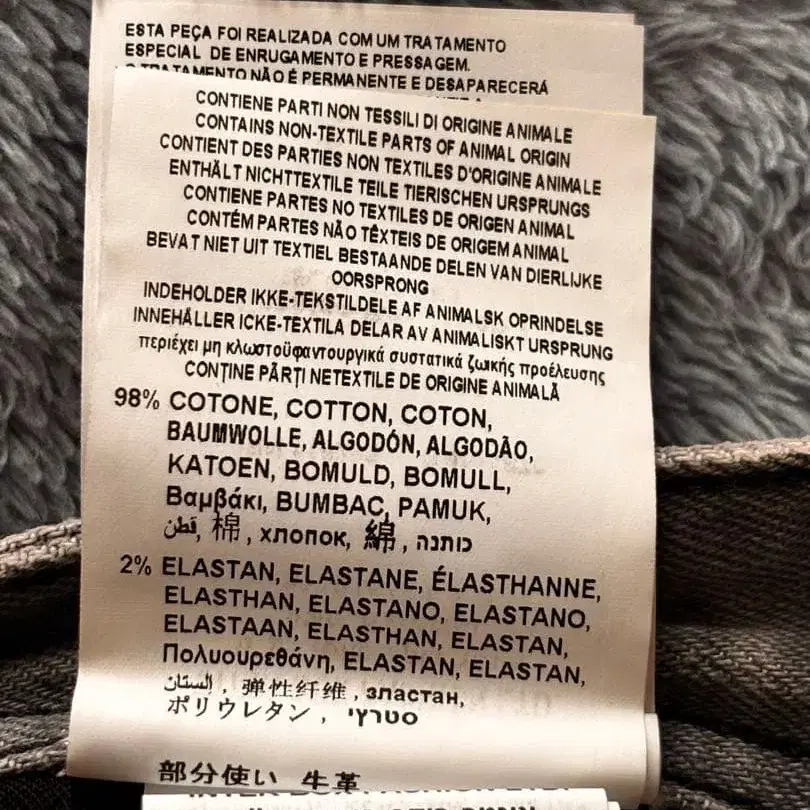 ESTA PEÇA FOI REALIZADA COM UM TRATAMENTO
ESPECIAL DE ENRUGAMENTO E PRESSAGEM.
O TRATAMENTO NÃO É PERMANENTE E DESAPARECERÁ
CONTIENE PARTI NON TESSILI DI ORIGINE ANIMALE
CONTAINS NON-TEXTILE PARTS OF ANIMAL ORIGIN
CONTIENT DES PARTIES NON TEXTILES D'ORIGINE ANIMALE
ENTHÄLT NICHTTEXTILE TEILE TIERISCHEN URSPRUNGS
CONTIENE PARTES NO TEXTILES DE ORIGEN ANIMAL
CONTÉM PARTES NÃO TÊXTEIS DE ORIGEM ANIMAL
BEVAT NIET UIT TEXTIEL BESTAANDE DELEN VAN DIERLIJKE
OORSPRONG
INDEHOLDER IKKE-TEKSTILDELE AF ANIMALSK OPRINDELSE
INNEHÅLLER ICKE-TEXTILA DELAR AV ANIMALISKT URSPRUNG
περιέχει μη κλωστοϋφαντουργικά συστατικά ζωικής προέλευσης
CONȚINE PĂRȚI NETEXTILE DE ORIGINE ANIMALĂ
98% COTONE, COTTON, COTON,
BAUMWOLLE, ALGODÓN, ALGODÃO,
KATOEN, BOMULD, BOMULL,
Βαμβάκι, BUMBAC, PAMUK,
قطن, 棉, хлопок, 綿, כותנה
2% ELASTAN, ELASTANE, ÉLASTHANNE,
ELASTHAN, ELASTANO, ELASTANO,
ELASTAAN, ELASTHAN, ELASTAN,
Πολυουρεθάνη, ELASTAN, ELASTAN,
إلستان, 弹性纤维, эластан,
ポリウレタン, סטרץ'
部分使い 牛革